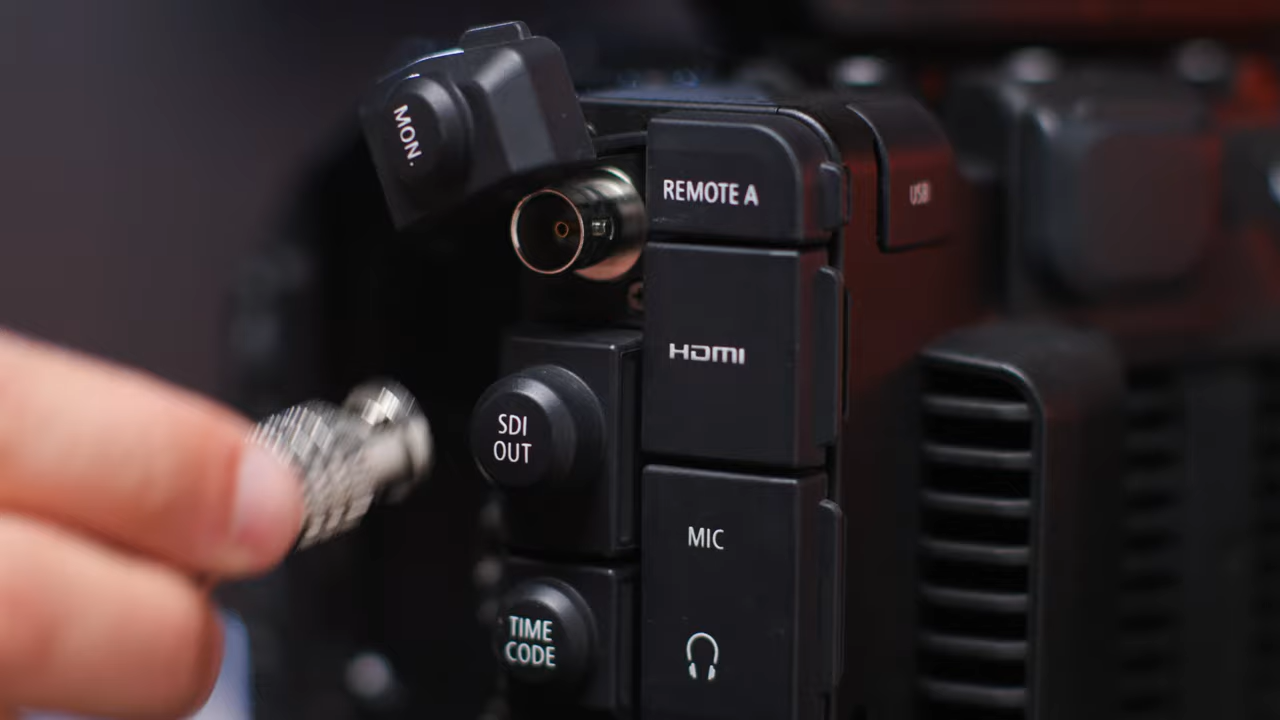 MON.
REMOTE A
USB
HDMI
SDI
OUT
MIC
TIME
CODE